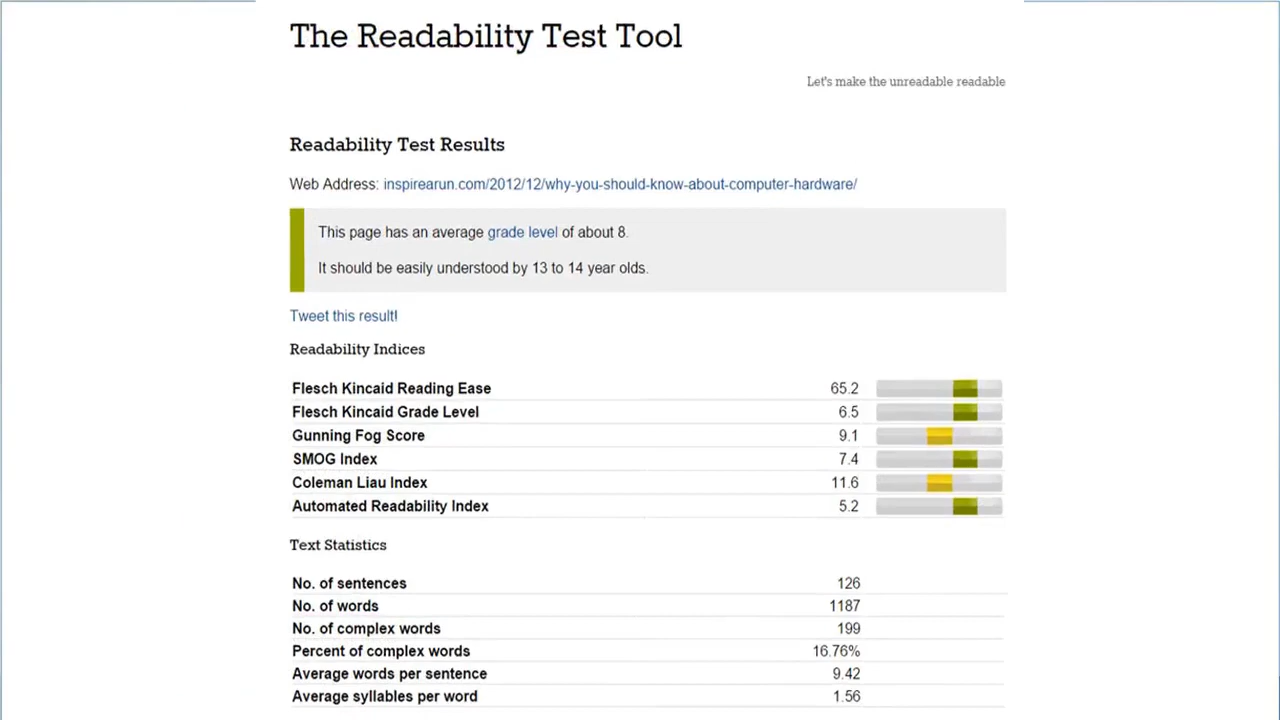 The Readability Test Tool
Let's make the unreadable readable
Readability Test Results
Web Address: inspirearun.com/2012/12/why-you-should-know-about-computer-hardware/
This page has an average grade level of about 8.
It should be easily understood by 13 to 14 year olds.
Tweet this result!
Readability Indices
Flesch Kincaid Reading Ease 65.2
Flesch Kincaid Grade Level 6.5
Gunning Fog Score 9.1
SMOG Index 7.4
Coleman Liau Index 11.6
Automated Readability Index 5.2
Text Statistics
No. of sentences 126
No. of words 1187
No. of complex words 199
Percent of complex words 16.76%
Average words per sentence 9.42
Average syllables per word 1.56